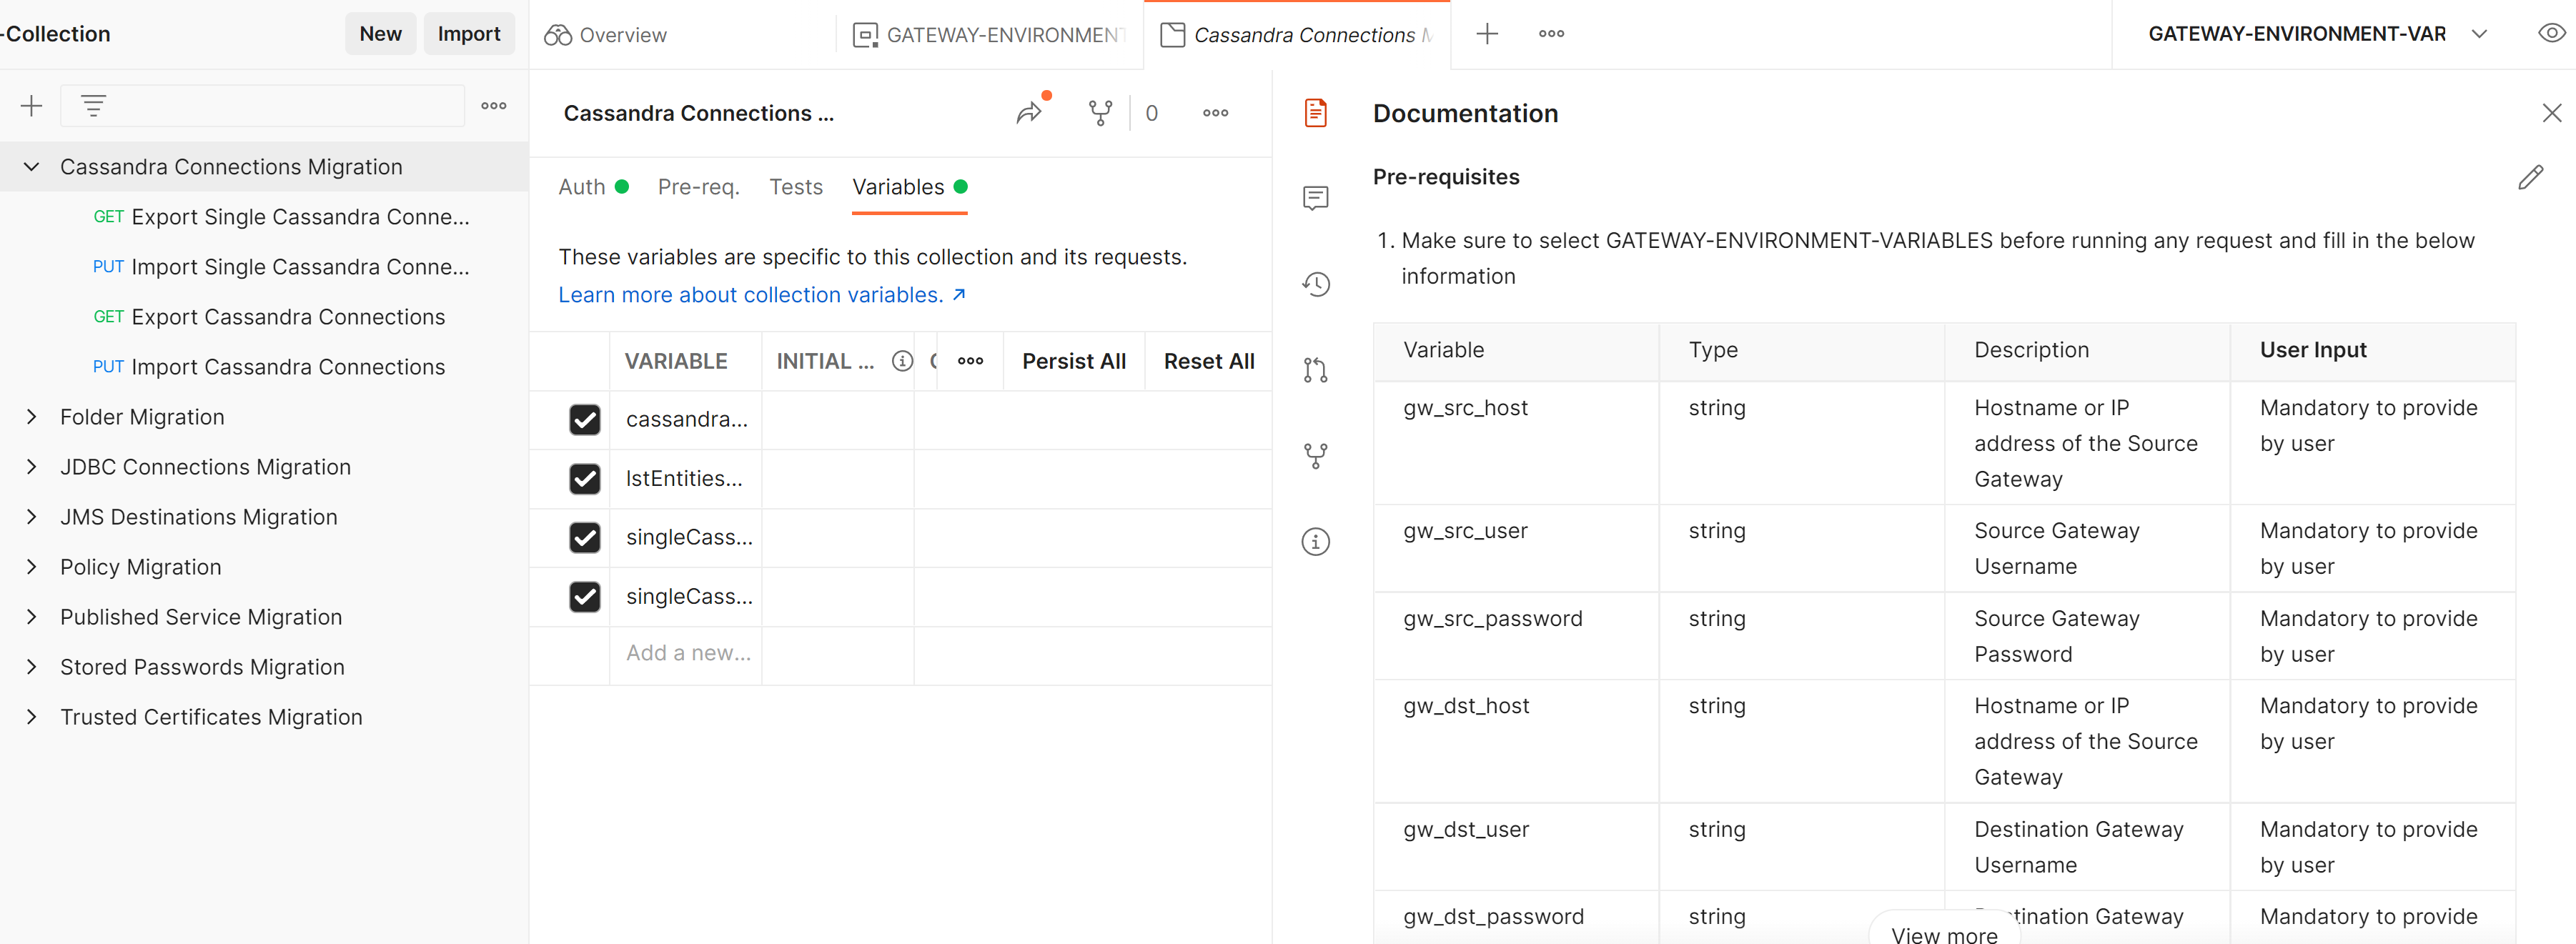 -Collection
New
Import
Overview
GATEWAY-ENVIRONMENT
Cassandra Connections M
GATEWAY-ENVIRONMENT-VAR
Cassandra Connections Migration
GET Export Single Cassandra Conne...
PUT Import Single Cassandra Conne...
GET Export Cassandra Connections
PUT Import Cassandra Connections
Folder Migration
JDBC Connections Migration
JMS Destinations Migration
Policy Migration
Published Service Migration
Stored Passwords Migration
Trusted Certificates Migration
Cassandra Connections ...
0
Auth
Pre-req.
Tests
Variables
These variables are specific to this collection and its requests.
Learn more about collection variables. ↗
VARIABLE
INITIAL ...
Persist All
Reset All
cassandra...
lstEntities...
singleCass...
singleCass...
Add a new...
Documentation
Pre-requisites
1. Make sure to select GATEWAY-ENVIRONMENT-VARIABLES before running any request and fill in the below
information
Variable
Type
Description
User Input
gw_src_host
string
Hostname or IP
address of the Source
Gateway
Mandatory to provide
by user
gw_src_user
string
Source Gateway
Username
Mandatory to provide
by user
gw_src_password
string
Source Gateway
Password
Mandatory to provide
by user
gw_dst_host
string
Hostname or IP
address of the Source
Gateway
Mandatory to provide
by user
gw_dst_user
string
Destination Gateway
Username
Mandatory to provide
by user
gw_dst_password
string
tination Gateway
Mandatory to provide
View more